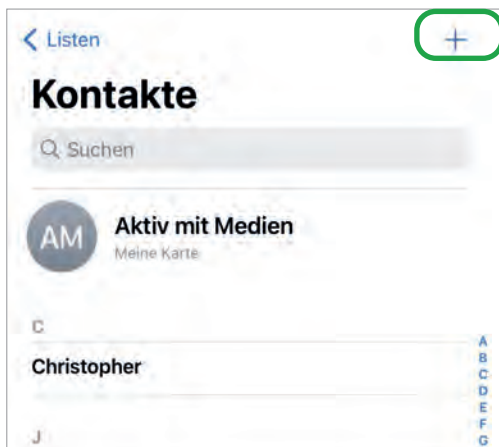 Listen
Kontakte
Suchen
AM
Aktiv mit Medien
Meine Karte
C
Christopher
J
A
B
C
D
E
F
G